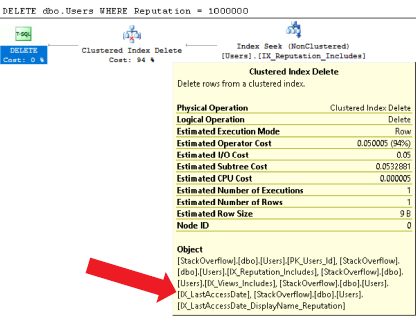 DELETE dbo.Users WHERE Reputation = 1000000
T-SQL
DELETE
Cost: 0 %
Clustered Index Delete
Cost: 94 %
Index Seek (NonClustered)
[Users].[IX_Reputation_Includes]
Clustered Index Delete
Delete rows from a clustered index.
Physical Operation Clustered Index Delete
Logical Operation Delete
Estimated Execution Mode Row
Estimated Operator Cost 0.050005 (94%)
Estimated I/O Cost 0.05
Estimated Subtree Cost 0.0532881
Estimated CPU Cost 0.000005
Estimated Number of Executions 1
Estimated Number of Rows 1
Estimated Row Size 9 B
Node ID 0
Object
[StackOverflow].[dbo].[Users].[PK_Users_Id], [StackOverflow].
[dbo].[Users].[IX_Reputation_Includes], [StackOverflow].[dbo].
[Users].[IX_Views_Includes], [StackOverflow].[dbo].[Users].
[IX_LastAccessDate], [StackOverflow].[dbo].[Users].
[IX_LastAccessDate_DisplayName_Reputation]